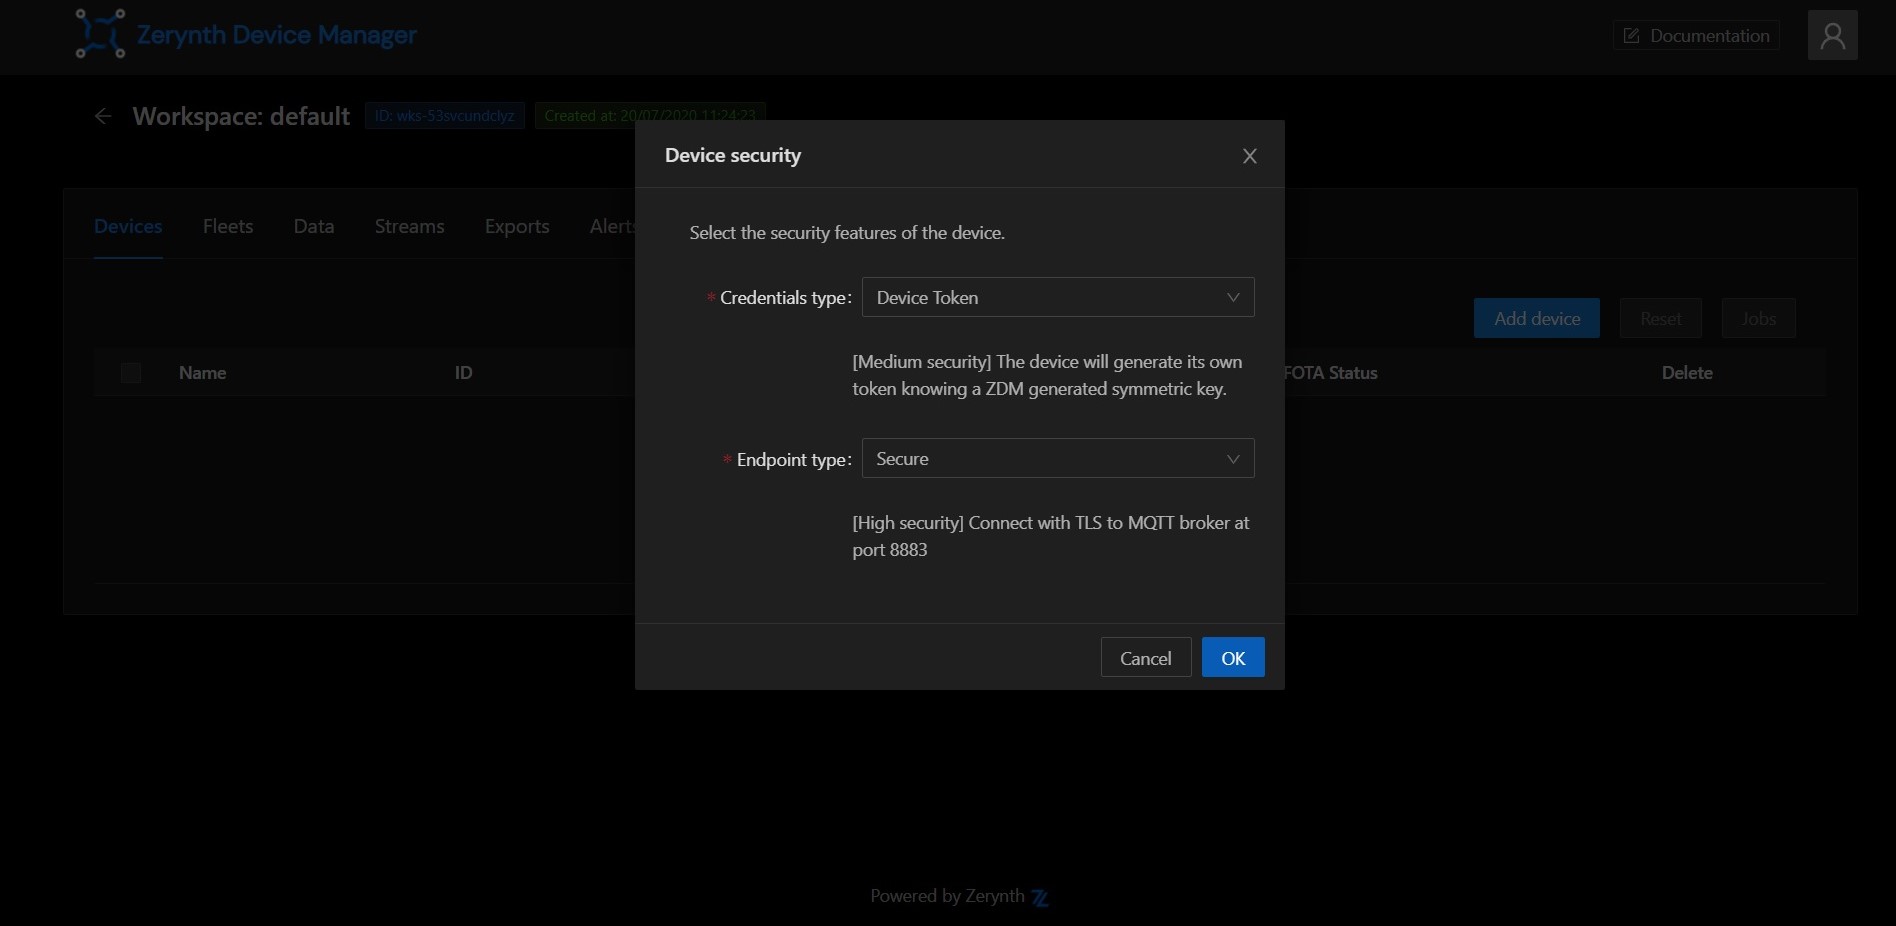 Zerynth Device Manager
Documentation
Workspace: default
ID: wks-53svcundclyz
Created at: 20/07/2020 11:24:23
Device security
Devices
Fleets
Data
Streams
Exports
Alerts
Select the security features of the device.
* Credentials type:
Device Token
Add device
Reset
Jobs
[Medium security] The device will generate its own
token knowing a ZDM generated symmetric key.
Name
ID
FOTA Status
Delete
* Endpoint type:
Secure
[High security] Connect with TLS to MQTT broker at
port 8883
Cancel
OK
Powered by Zerynth